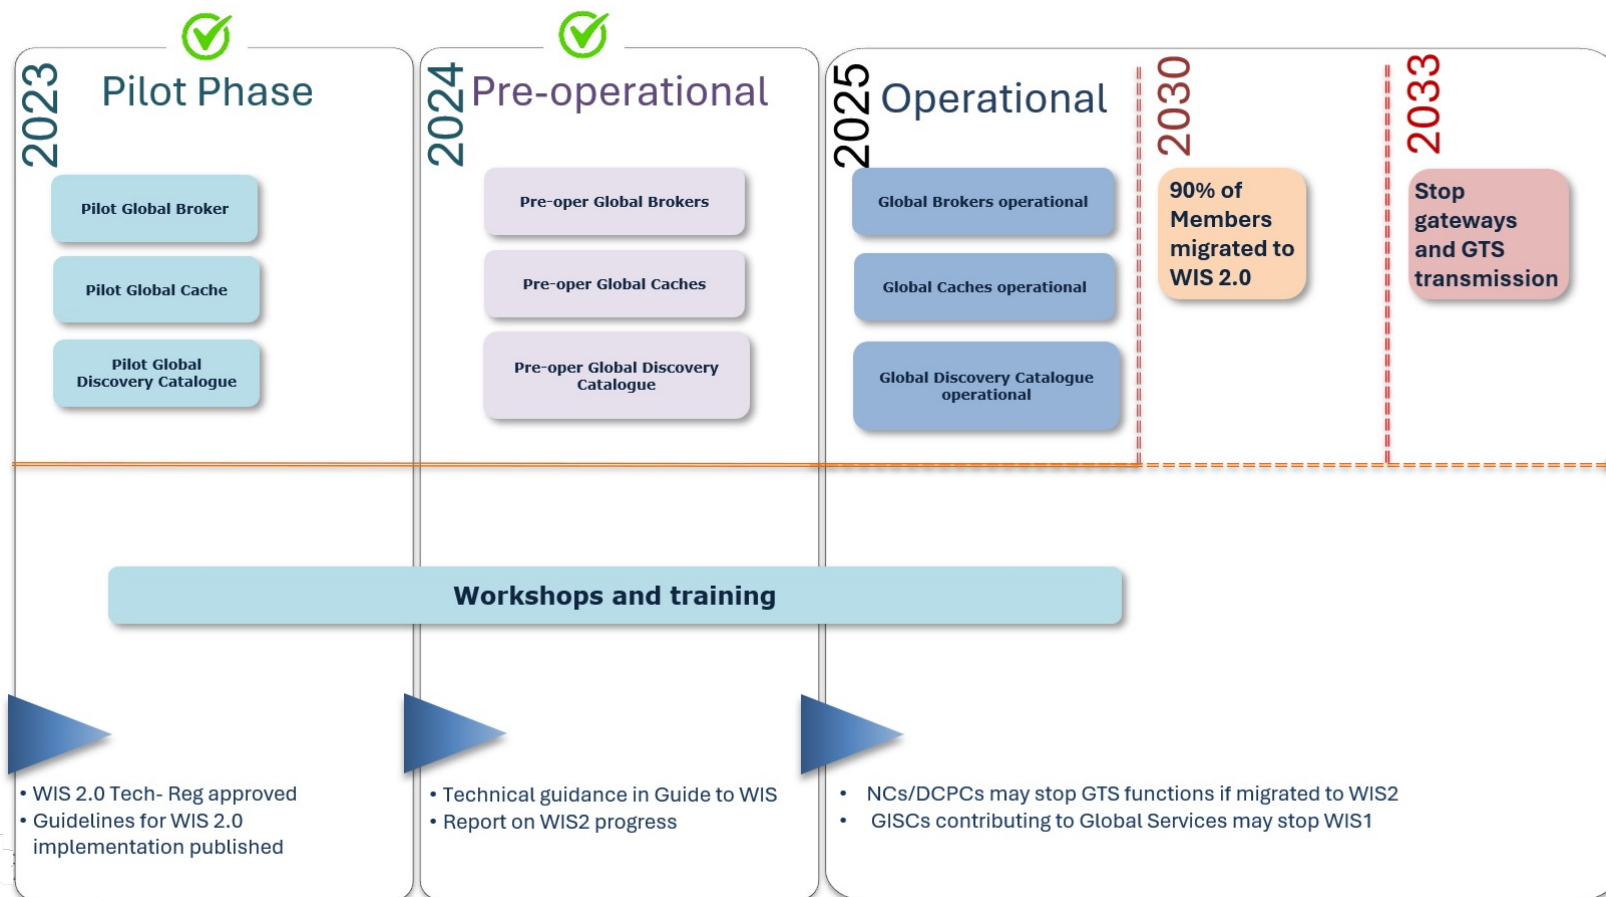 2023
Pilot Phase
Pilot Global Broker
Pilot Global Cache
Pilot Global
Discovery Catalogue
2024
Pre-operational
Pre-oper Global Brokers
Pre-oper Global Caches
Pre-oper Global Discovery
Catalogue
2025
Operational
Global Brokers operational
Global Caches operational
Global Discovery Catalogue
operational
2030
90% of
Members
migrated to
WIS 2.0
2033
Stop
gateways
and GTS
transmission
Workshops and training
• WIS 2.0 Tech- Reg approved
• Guidelines for WIS 2.0
implementation published
• Technical guidance in Guide to WIS
• Report on WIS2 progress
• NCs/DCPCs may stop GTS functions if migrated to WIS2
• GISCs contributing to Global Services may stop WIS1